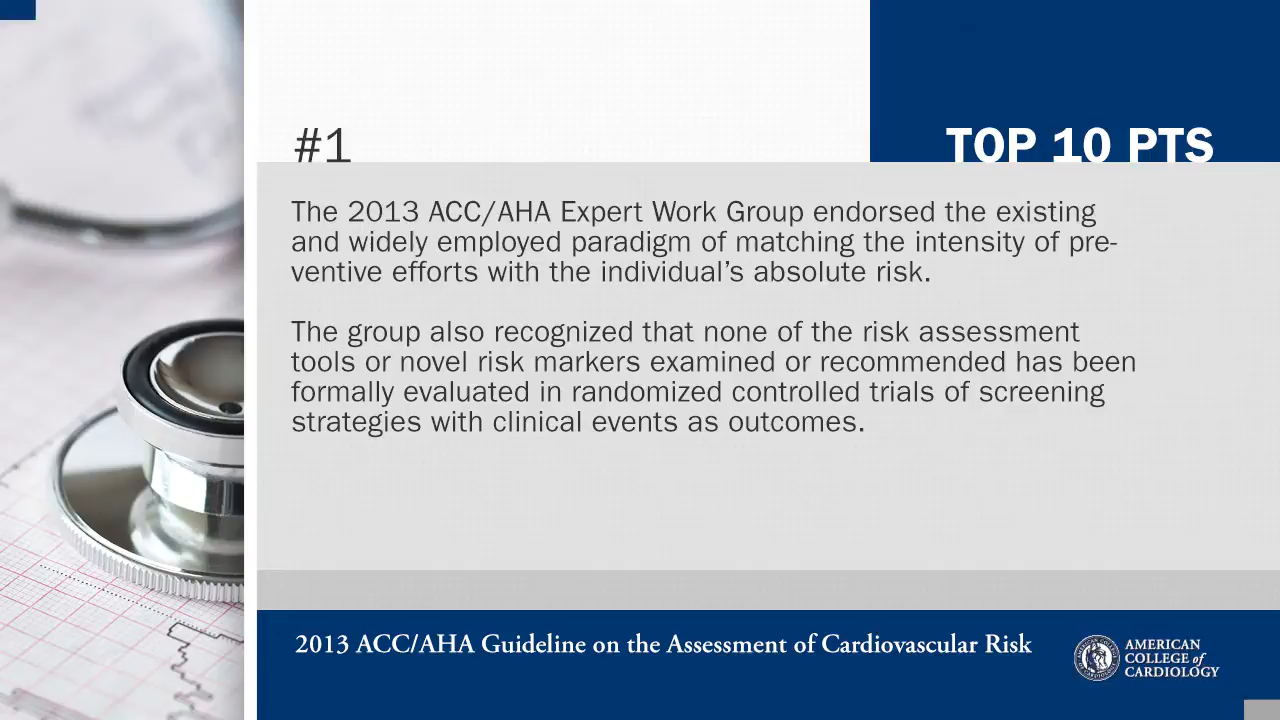 #1
TOP 10 PTS
The 2013 ACC/AHA Expert Work Group endorsed the existing
and widely employed paradigm of matching the intensity of pre-
ventive efforts with the individual’s absolute risk.
The group also recognized that none of the risk assessment
tools or novel risk markers examined or recommended has been
formally evaluated in randomized controlled trials of screening
strategies with clinical events as outcomes.
2013 ACC/AHA Guideline on the Assessment of Cardiovascular Risk
AMERICAN
COLLEGE of
CARDIOLOGY